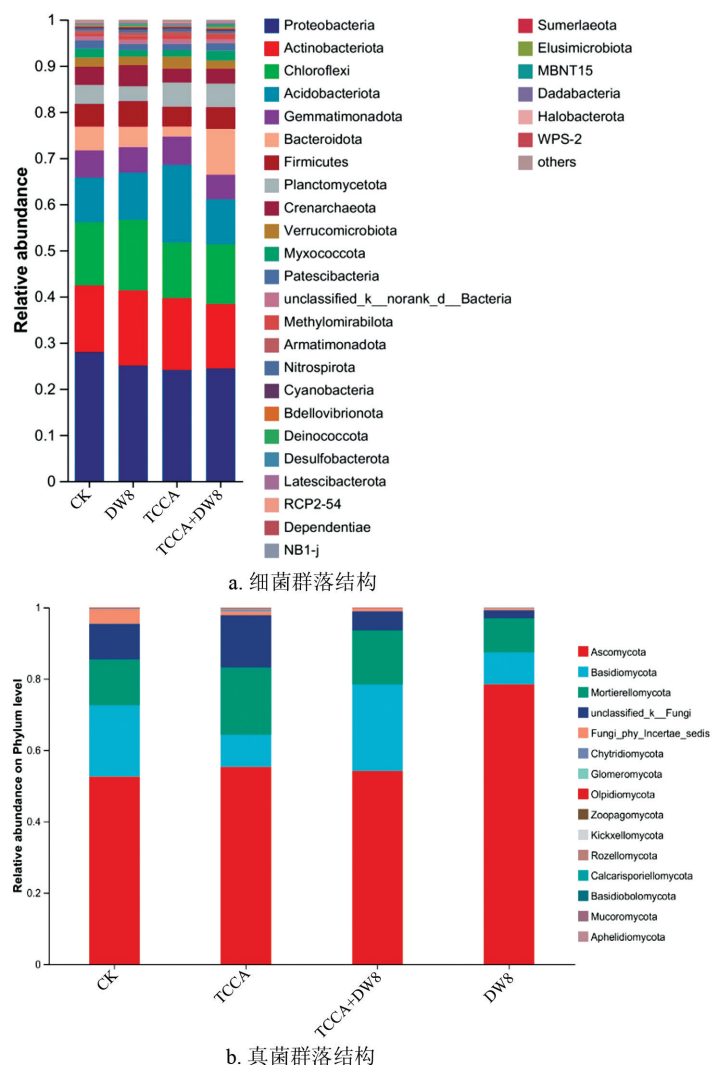 Relative abundance
1
0.9
0.8
0.7
0.6
0.5
0.4
0.3
0.2
0.1
0
CK
DW8
TCCA
TCCA+DW8
Proteobacteria
Actinobacteriota
Chloroflexi
Acidobacteriota
Gemmatimonadota
Bacteroidota
Firmicutes
Planctomycetota
Crenarchaeota
Verrucomicrobiota
Myxococcota
Patescibacteria
unclassified_k__norank_d__Bacteria
Methylomirabilota
Armatimonadota
Nitrospirota
Cyanobacteria
Bdellovibrionota
Deinococcota
Desulfobacterota
Latescibacterota
RCP2-54
Dependentiae
NB1-j
Sumerlaeota
Elusimicrobiota
MBNT15
Dadabacteria
Halobacterota
WPS-2
others
a. 细菌群落结构
Relative abundance on Phylum level
1
0.8
0.6
0.4
0.2
0
CK
TCCA
TCCA+DW8
DW8
Ascomycota
Basidiomycota
Mortierellomycota
unclassified_k__Fungi
Fungi_phy_Incertae_sedis
Chytridiomycota
Glomeromycota
Olpidiomycota
Zoopagomycota
Kickxellomycota
Rozellomycota
Calcarisporiellomycota
Basidiobolomycota
Mucoromycota
Aphelidiomycota
b. 真菌群落结构